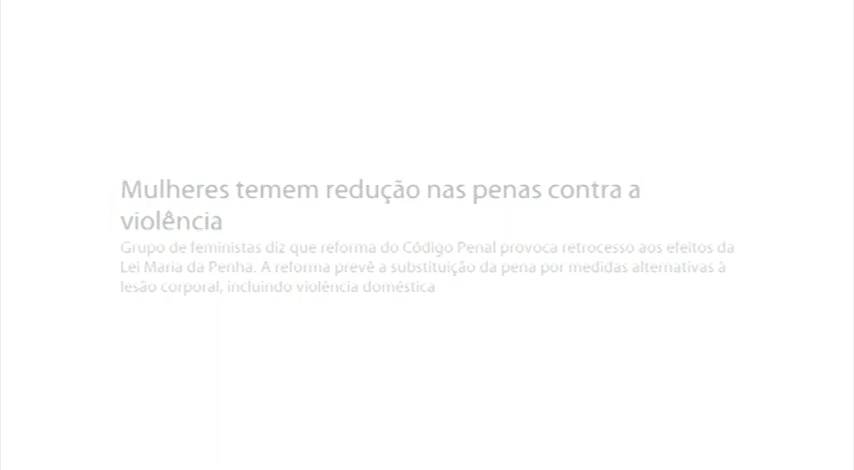 Mulheres temem redução nas penas contra a
violência
Grupo de feministas diz que reforma do Código Penal provoca retrocesso aos efeitos da
Lei Maria da Penha. A reforma prevê a substituição da pena por medidas alternativas à
lesão corporal, incluindo violência doméstica